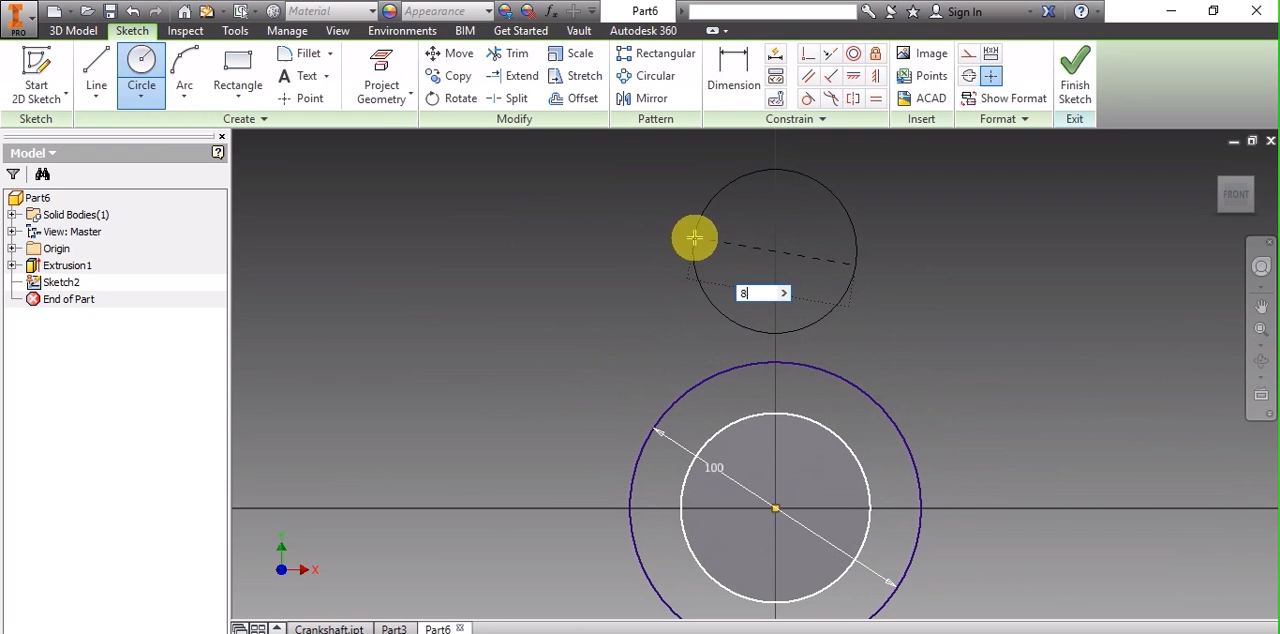 PRO
Material
Appearance
Part6
Sign In
3D Model
Sketch
Inspect
Tools
Manage
View
Environments
BIM
Get Started
Vault
Autodesk 360
Start
2D Sketch
Line
Circle
Arc
Rectangle
Fillet
Text
Point
Project
Geometry
Move
Copy
Rotate
Trim
Extend
Split
Scale
Stretch
Offset
Rectangular
Circular
Mirror
Dimension
Image
Points
ACAD
Show Format
Finish
Sketch
Sketch
Create
Modify
Pattern
Constrain
Insert
Format
Exit
Model
Part6
Solid Bodies(1)
View: Master
Origin
Extrusion1
Sketch2
End of Part
FRONT
8
100
X
Crankshaft.ipt
Part3
Part6